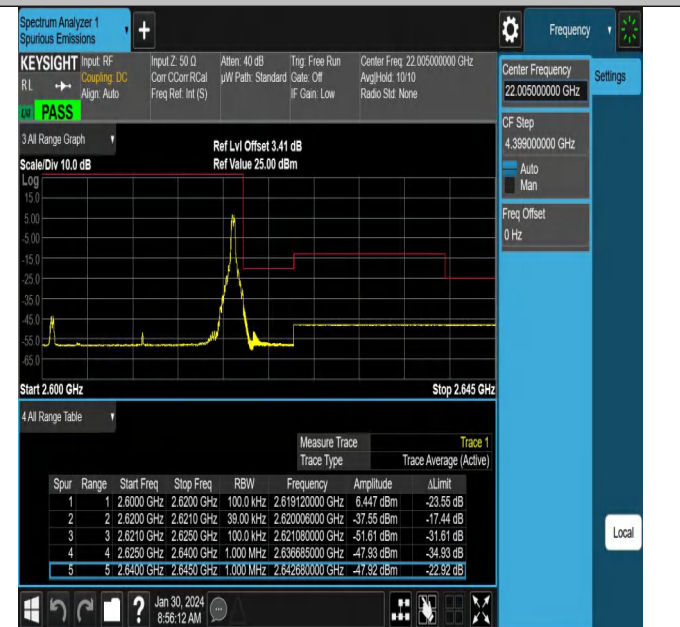 Spectrum Analyzer 1
Spurious Emissions
Frequency
KEYSIGHT
RL
PASS
Input: RF
Coupling: DC
Align: Auto
Input Z: 50 Ω
Corr CCorr RCal
Freq Ref: Int (S)
Atten: 40 dB
µW Path: Standard
Trig: Free Run
Gate: Off
IF Gain: Low
Center Freq: 22.005000000 GHz
Avg|Hold: 10/10
Radio Std: None
Center Frequency
22.005000000 GHz
Settings
CF Step
4.399000000 GHz
Auto
Man
Freq Offset
0 Hz
3 All Range Graph
Scale/Div 10.0 dB
Ref Lvl Offset 3.41 dB
Ref Value 25.00 dBm
Log
15.0
5.00
-5.00
-15.0
-25.0
-35.0
-45.0
-55.0
-65.0
Start 2.600 GHz
Stop 2.645 GHz
4 All Range Table
Measure Trace Trace 1
Trace Type Trace Average (Active)
Spur Range Start Freq Stop Freq RBW Frequency Amplitude ΔLimit
1 1 2.6000 GHz 2.6200 GHz 100.0 kHz 2.619120000 GHz 6.447 dBm -23.55 dB
2 2 2.6200 GHz 2.6210 GHz 39.00 kHz 2.620006000 GHz -37.55 dBm -17.44 dB
3 3 2.6210 GHz 2.6250 GHz 100.0 kHz 2.621080000 GHz -51.61 dBm -31.61 dB
4 4 2.6250 GHz 2.6400 GHz 1.000 MHz 2.636685000 GHz -47.93 dBm -34.93 dB
5 5 2.6400 GHz 2.6450 GHz 1.000 MHz 2.642680000 GHz -47.92 dBm -22.92 dB
Local
Jan 30, 2024
8:56:12 AM